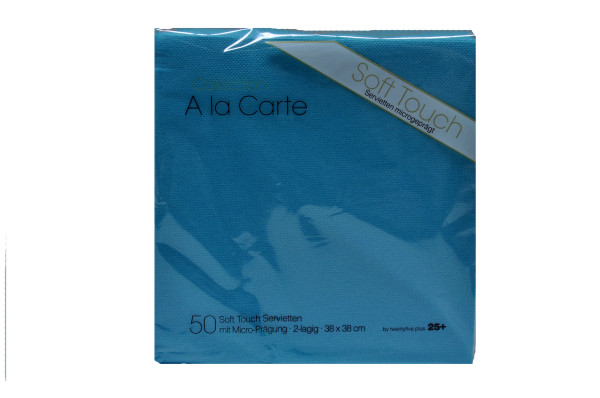 A la Carte
Soft Touch
Servietten microgeprägt
50 Soft Touch Servietten
mit Micro-Prägung · 2-lagig · 38 x 38 cm
by twentyfive plus 25+